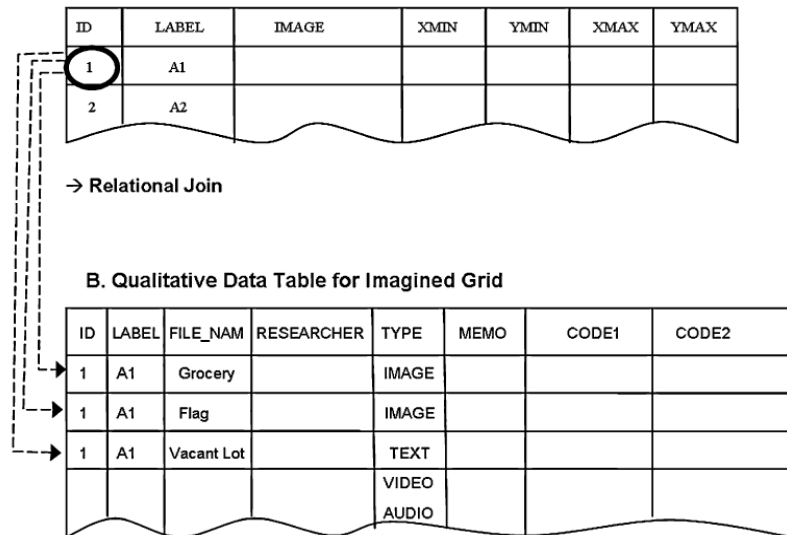 ID LABEL IMAGE XMIN YMIN XMAX YMAX
1 A1
2 A2
→ Relational Join
B. Qualitative Data Table for Imagined Grid
ID LABEL FILE_NAM RESEARCHER TYPE MEMO CODE1 CODE2
1 A1 Grocery IMAGE
1 A1 Flag IMAGE
1 A1 Vacant Lot TEXT
VIDEO
AUDIO